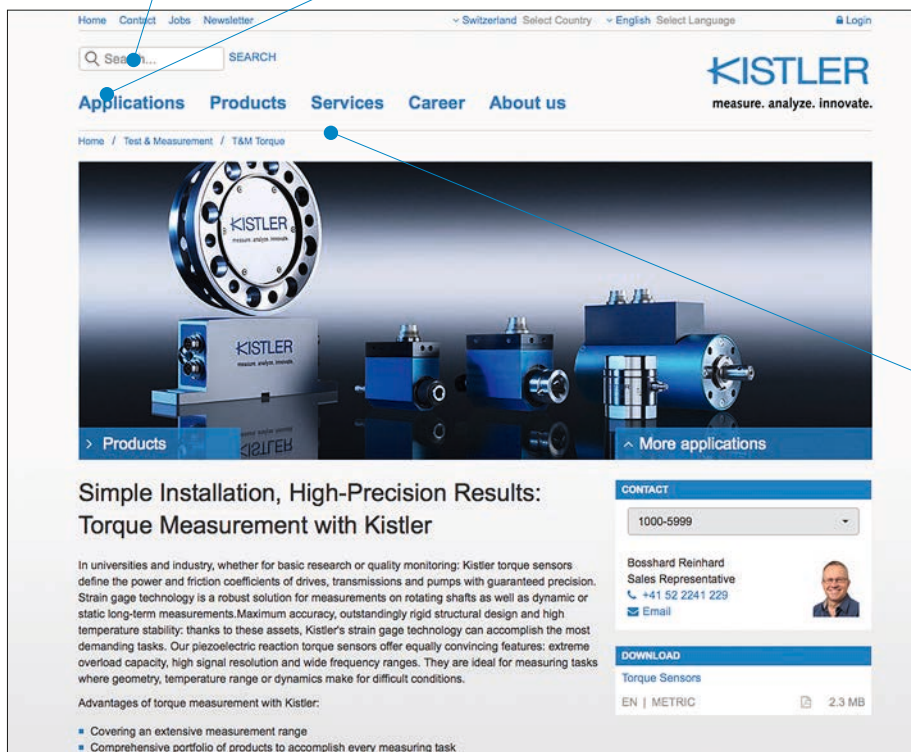 Home Contact Jobs Newsletter Switzerland Select Country English Select Language Login
Search... SEARCH
KISTLER
measure. analyze. innovate.
Applications Products Services Career About us
Home / Test & Measurement / T&M Torque
KISTLER
measure. analyze. innovate.
KISTLER
measure. analyze. innovate.
KISTLER
> Products
More applications
Simple Installation, High-Precision Results:
Torque Measurement with Kistler
In universities and industry, whether for basic research or quality monitoring: Kistler torque sensors
define the power and friction coefficients of drives, transmissions and pumps with guaranteed precision.
Strain gage technology is a robust solution for measurements on rotating shafts as well as dynamic or
static long-term measurements.Maximum accuracy, outstandingly rigid structural design and high
temperature stability: thanks to these assets, Kistler's strain gage technology can accomplish the most
demanding tasks. Our piezoelectric reaction torque sensors offer equally convincing features: extreme
overload capacity, high signal resolution and wide frequency ranges. They are ideal for measuring tasks
where geometry, temperature range or dynamics make for difficult conditions.
Advantages of torque measurement with Kistler:
Covering an extensive measurement range
Comprehensive portfolio of products to accomplish every measuring task
CONTACT
1000-5999
Bosshard Reinhard
Sales Representative
+41 52 2241 229
Email
DOWNLOAD
Torque Sensors
EN | METRIC 2.3 MB